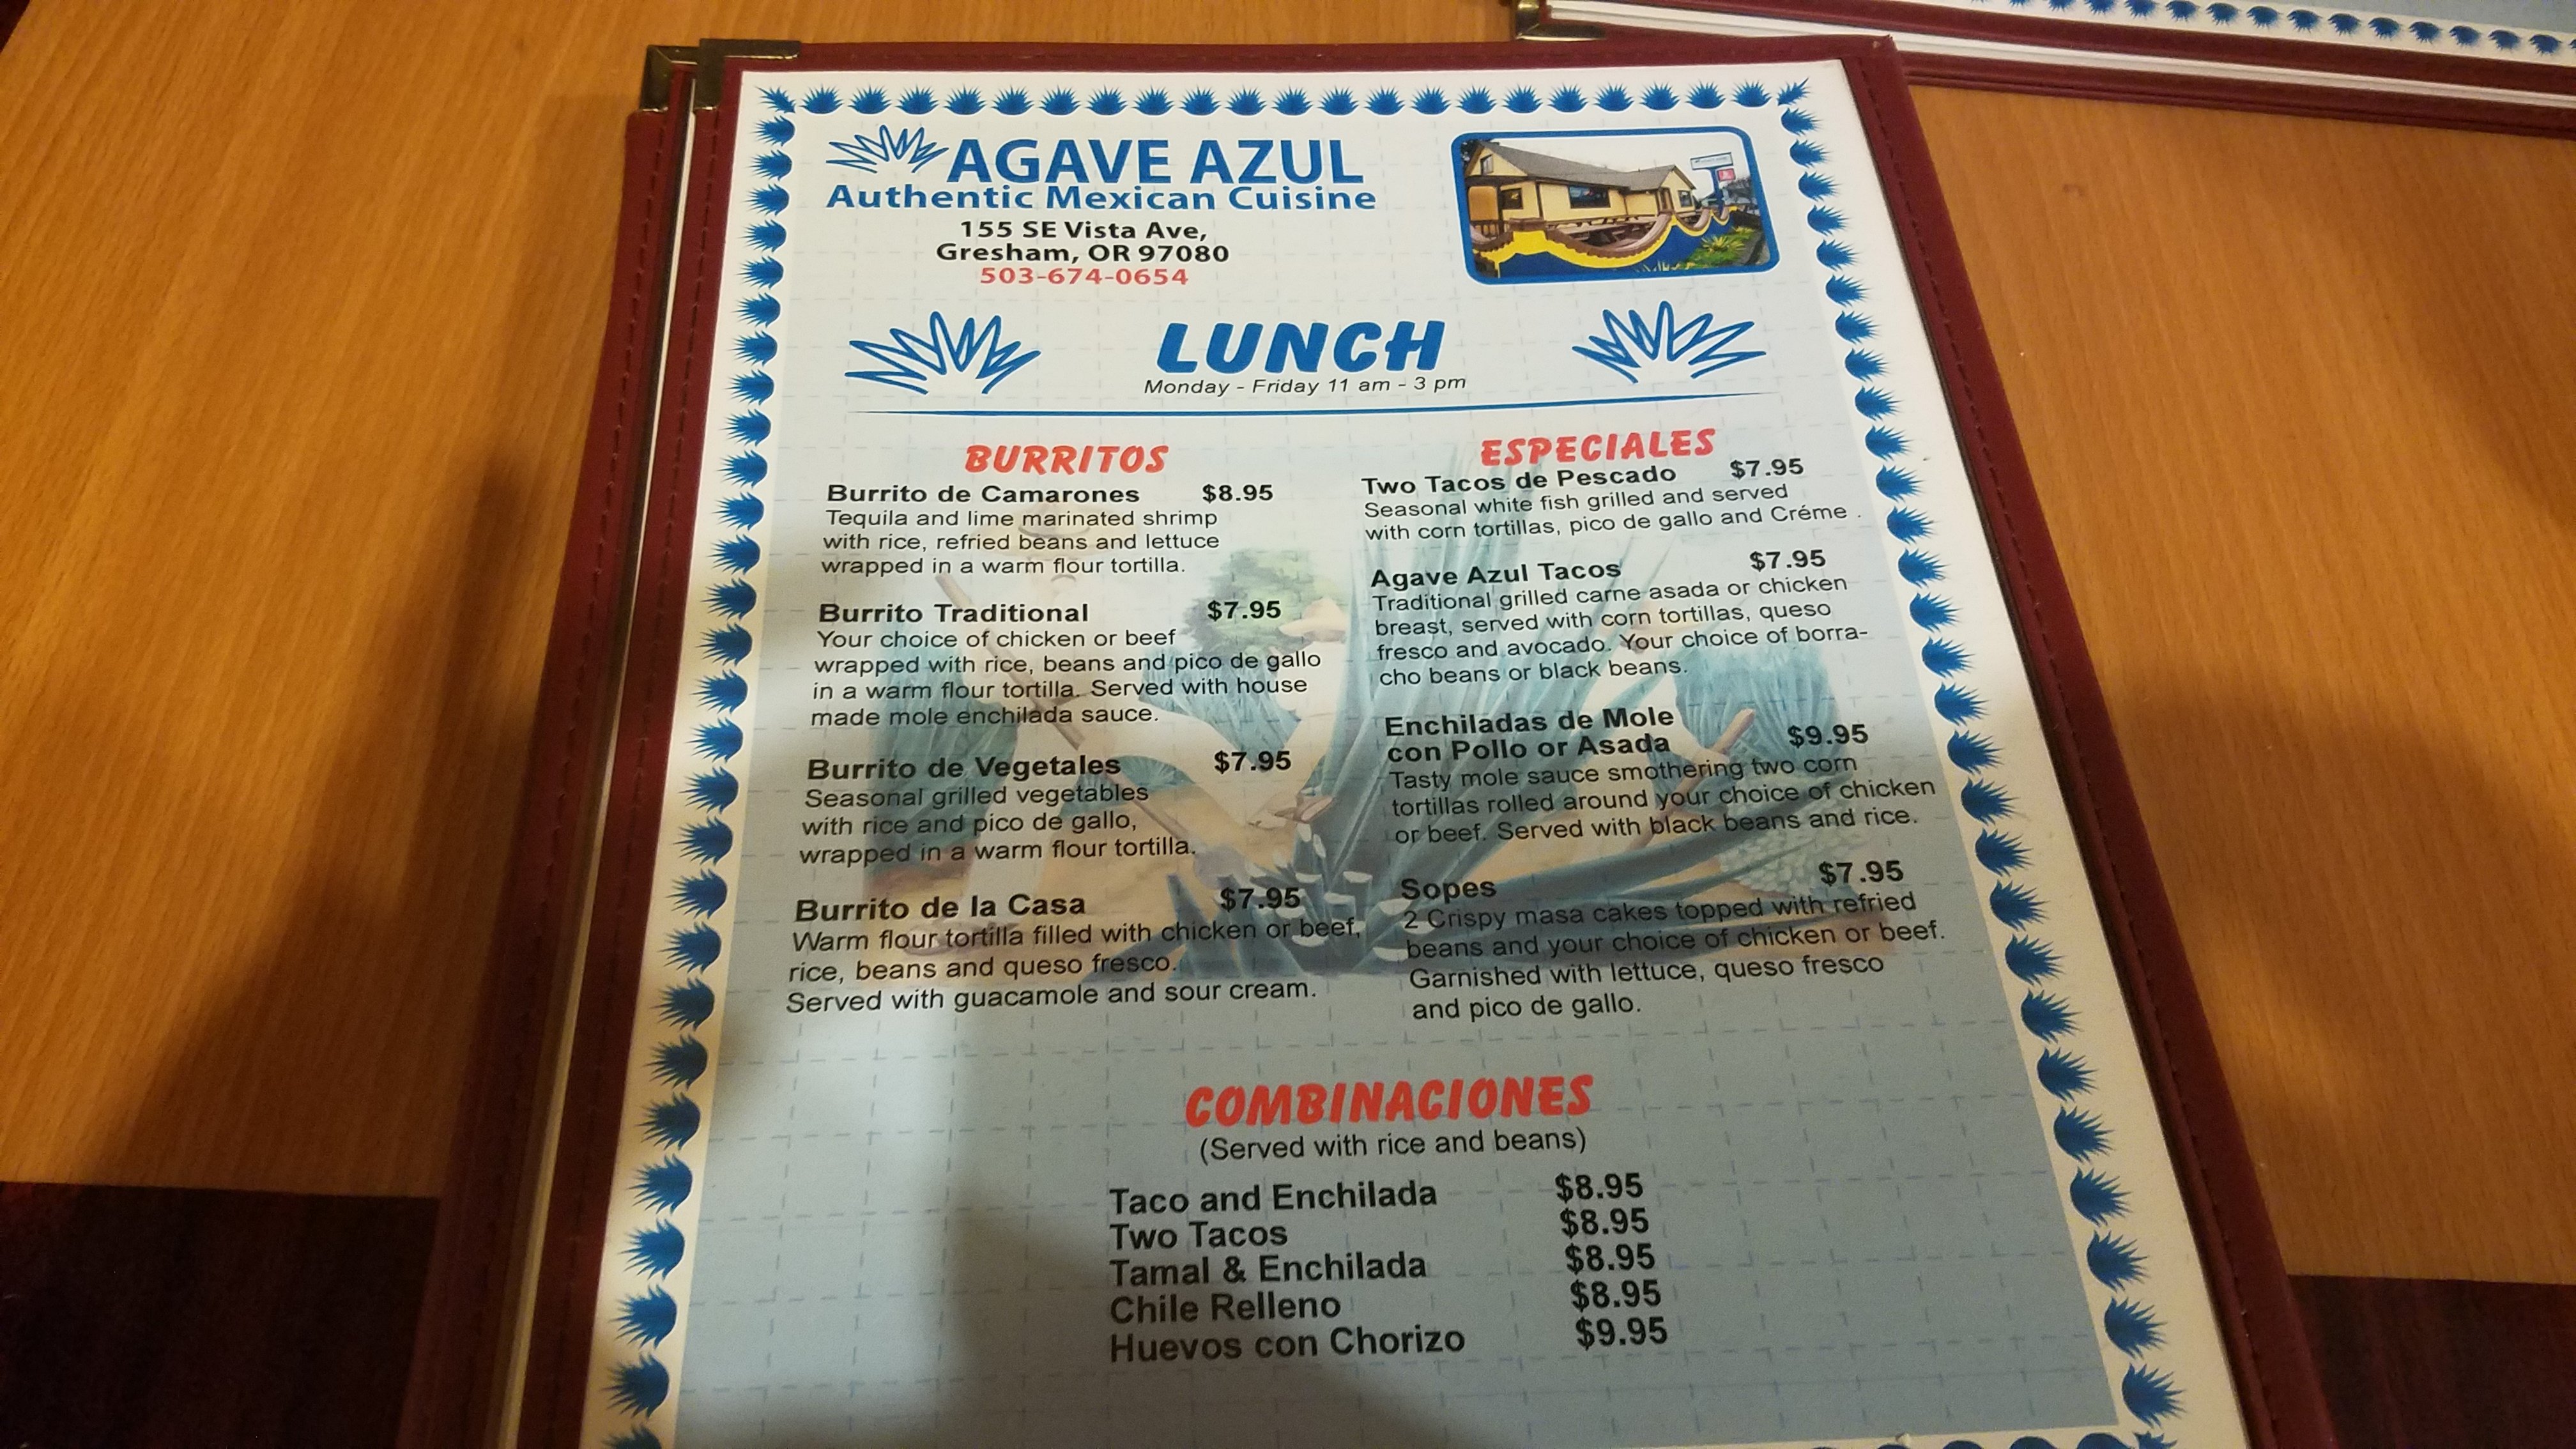 AGAVE AZUL
Authentic Mexican Cuisine
155 SE Vista Ave,
Gresham, OR 97080
503-674-0654
LUNCH
Monday - Friday 11 am - 3 pm
BURRITOS
Burrito de Camarones $8.95
Tequila and lime marinated shrimp
with rice, refried beans and lettuce
wrapped in a warm flour tortilla.
Burrito Traditional $7.95
Your choice of chicken or beef
wrapped with rice, beans and pico de gallo
in a warm flour tortilla. Served with house
made mole enchilada sauce.
Burrito de Vegetales $7.95
Seasonal grilled vegetables
with rice and pico de gallo,
wrapped in a warm flour tortilla.
Burrito de la Casa $7.95
Warm flour tortilla filled with chicken or beef,
rice, beans and queso fresco.
Served with guacamole and sour cream.
ESPECIALES
Two Tacos de Pescado $7.95
Seasonal white fish grilled and served
with corn tortillas, pico de gallo and Créme .
Agave Azul Tacos $7.95
Traditional grilled carne asada or chicken
breast, served with corn tortillas, queso
fresco and avocado. Your choice of borra-
cho beans or black beans.
Enchiladas de Mole
con Pollo or Asada $9.95
Tasty mole sauce smothering two corn
tortillas rolled around your choice of chicken
or beef. Served with black beans and rice.
Sopes $7.95
2 Crispy masa cakes topped with refried
beans and your choice of chicken or beef.
Garnished with lettuce, queso fresco
and pico de gallo.
COMBINACIONES
(Served with rice and beans)
Taco and Enchilada $8.95
Two Tacos $8.95
Tamal & Enchilada $8.95
Chile Relleno $8.95
Huevos con Chorizo $9.95